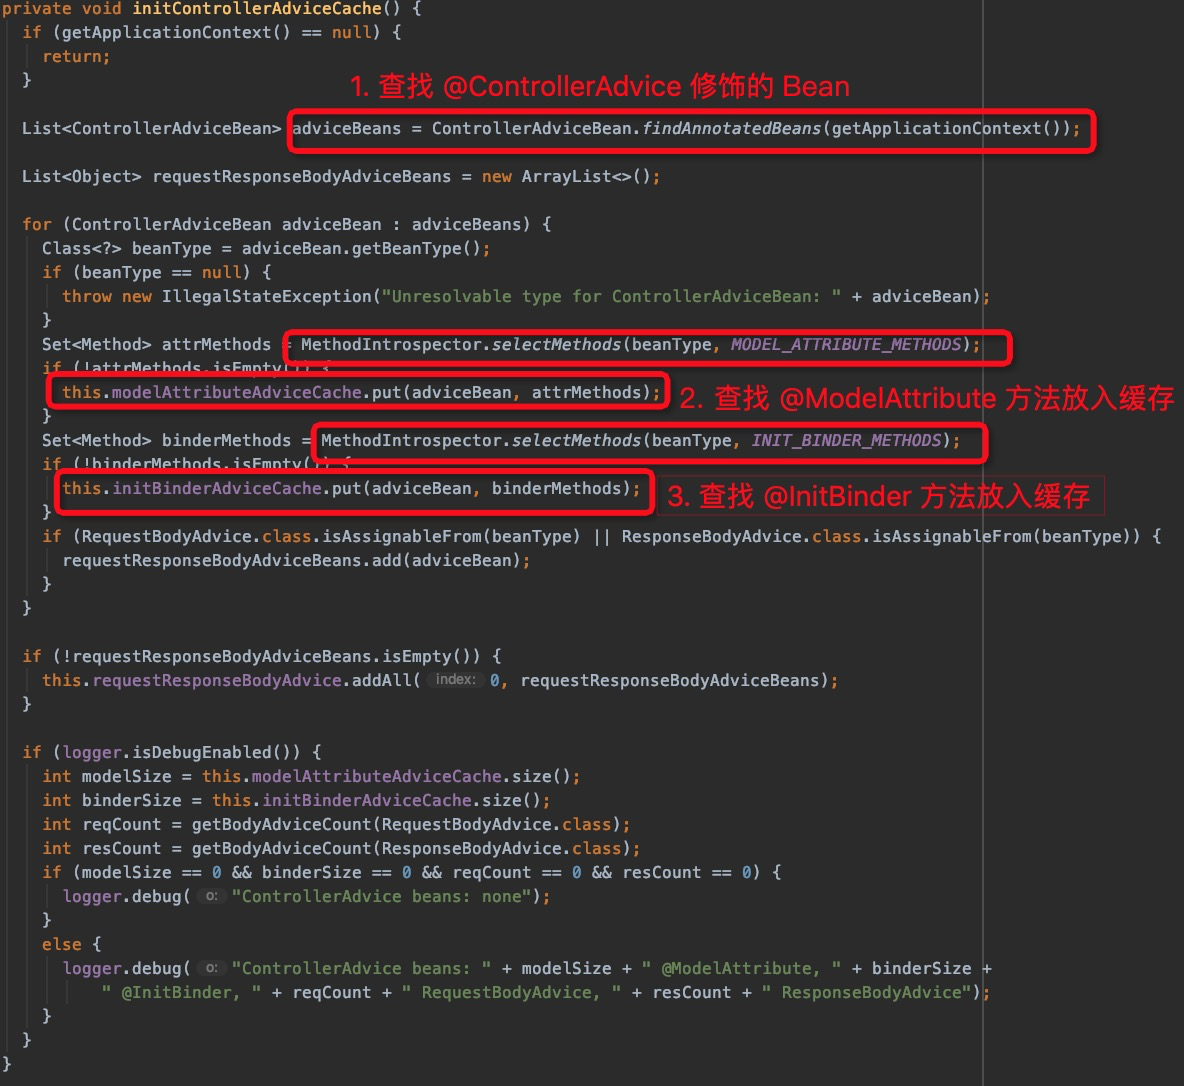 private void initControllerAdviceCache() {
if (getApplicationContext() == null) {
return;
}
1. 查找 @ControllerAdvice 修饰的 Bean
List<ControllerAdviceBean> adviceBeans = ControllerAdviceBean.findAnnotatedBeans(getApplicationContext());
List<Object> requestResponseBodyAdviceBeans = new ArrayList<>();
for (ControllerAdviceBean adviceBean : adviceBeans) {
Class<?> beanType = adviceBean.getBeanType();
if (beanType == null) {
throw new IllegalStateException("Unresolvable type for ControllerAdviceBean: " + adviceBean);
}
Set<Method> attrMethods = MethodIntrospector.selectMethods(beanType, MODEL_ATTRIBUTE_METHODS);
if (!attrMethods.isEmpty()) {
this.modelAttributeAdviceCache.put(adviceBean, attrMethods); 2. 查找 @ModelAttribute 方法放入缓存
}
Set<Method> binderMethods = MethodIntrospector.selectMethods(beanType, INIT_BINDER_METHODS);
if (!binderMethods.isEmpty()) {
this.initBinderAdviceCache.put(adviceBean, binderMethods); 3. 查找 @InitBinder 方法放入缓存
}
if (RequestBodyAdvice.class.isAssignableFrom(beanType) || ResponseBodyAdvice.class.isAssignableFrom(beanType)) {
requestResponseBodyAdviceBeans.add(adviceBean);
}
}
if (!requestResponseBodyAdviceBeans.isEmpty()) {
this.requestResponseBodyAdvice.addAll( index: 0, requestResponseBodyAdviceBeans);
}
if (logger.isDebugEnabled()) {
int modelSize = this.modelAttributeAdviceCache.size();
int binderSize = this.initBinderAdviceCache.size();
int reqCount = getBodyAdviceCount(RequestBodyAdvice.class);
int resCount = getBodyAdviceCount(ResponseBodyAdvice.class);
if (modelSize == 0 && binderSize == 0 && reqCount == 0 && resCount == 0) {
logger.debug( o: "ControllerAdvice beans: none");
}
else {
logger.debug( o: "ControllerAdvice beans: " + modelSize + " @ModelAttribute, " + binderSize +
" @InitBinder, " + reqCount + " RequestBodyAdvice, " + resCount + " ResponseBodyAdvice");
}
}
}